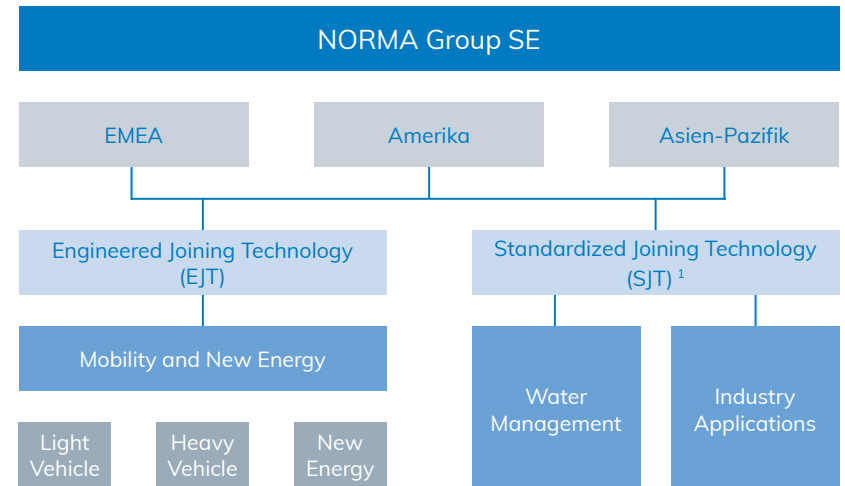 NORMA Group SE
EMEA
Amerika
Asien-Pazifik
Engineered Joining Technology
(EJT)
Standardized Joining Technology
(SJT) 1
Mobility and New Energy
Water
Management
Industry
Applications
Light
Vehicle
Heavy
Vehicle
New
Energy